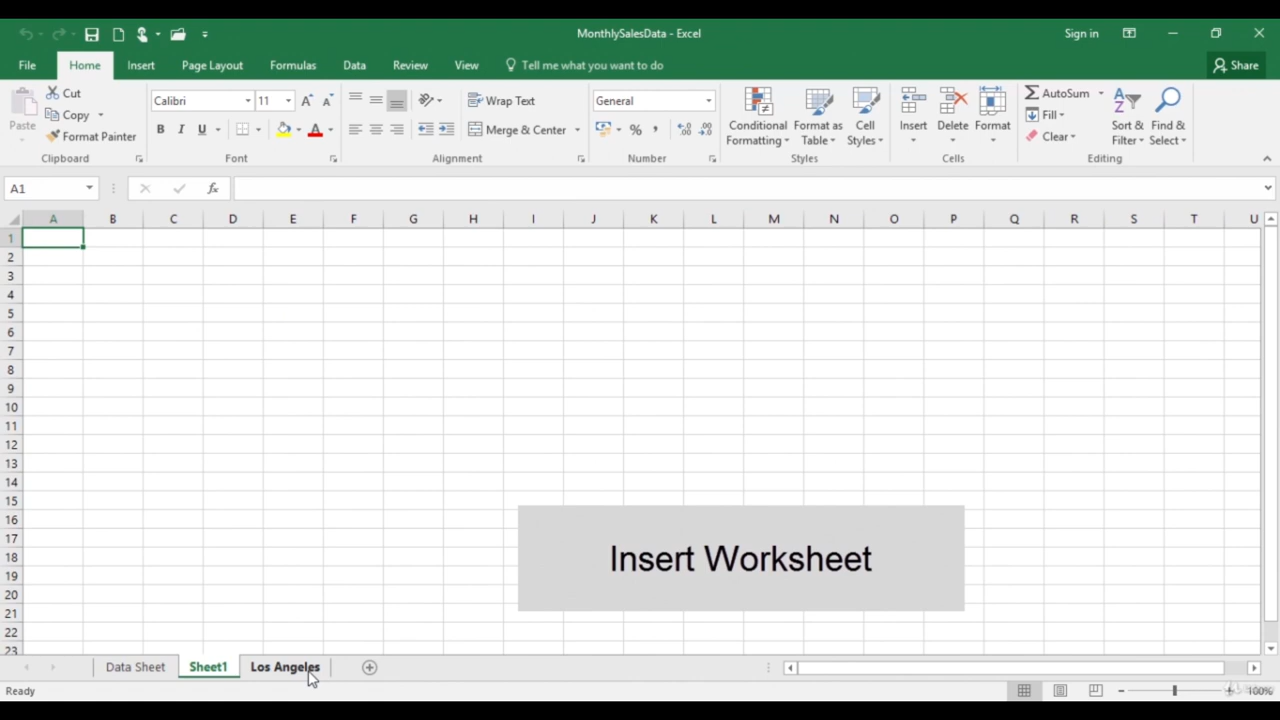 MonthlySalesData - Excel
Sign in
File Home Insert Page Layout Formulas Data Review View Tell me what you want to do Share
Paste
Cut
Copy
Format Painter
Clipboard
Calibri 11
B I U
Font
Wrap Text
Merge & Center
Alignment
General
Number
Conditional Formatting
Format as Table
Cell Styles
Styles
Insert
Delete
Format
Cells
AutoSum
Fill
Clear
Sort & Filter
Find & Select
Editing
A1 fx
A B C D E F G H I J K L M N O P Q R S T U
1
2
3
4
5
6
7
8
9
10
11
12
13
14
15
16
17
18
19
20
21
22
23
Insert Worksheet
Data Sheet Sheet1 Los Angeles
Ready
100%